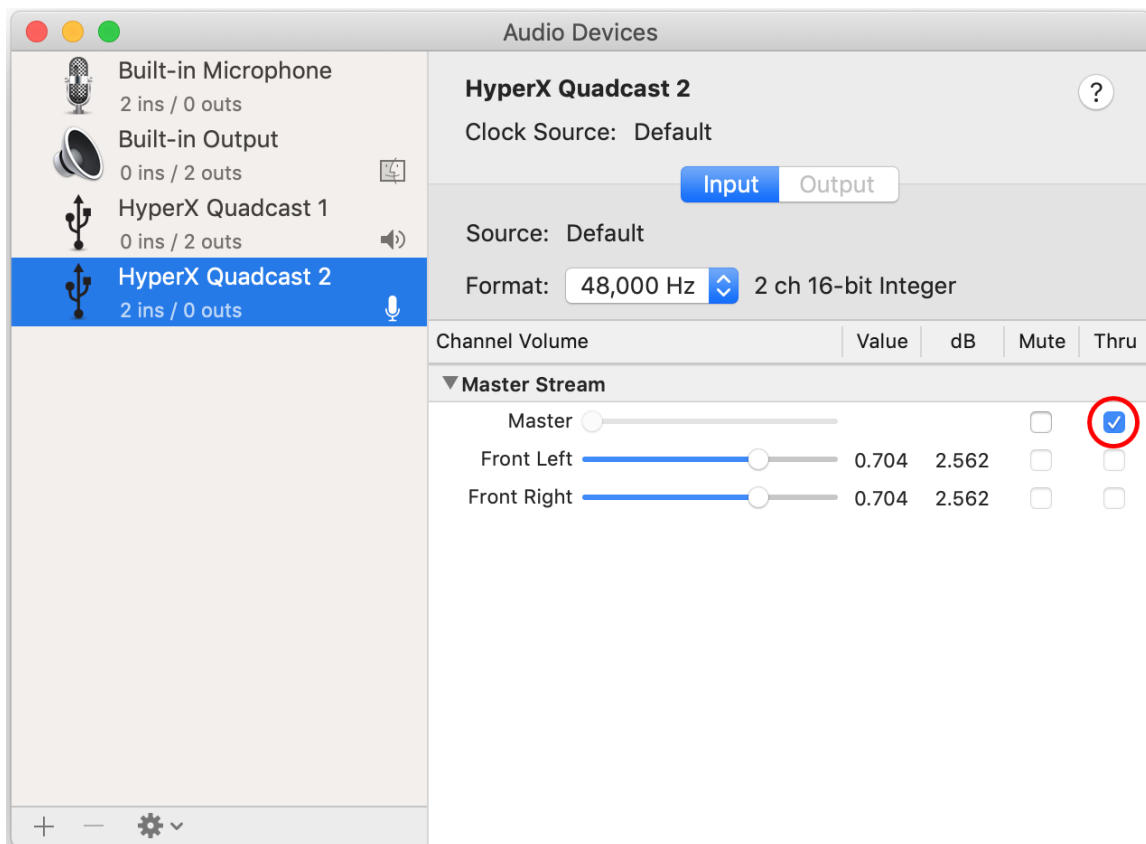 Audio Devices
Built-in Microphone
2 ins / 0 outs
Built-in Output
0 ins / 2 outs
HyperX Quadcast 1
0 ins / 2 outs
HyperX Quadcast 2
2 ins / 0 outs
HyperX Quadcast 2
?
Clock Source: Default
Input Output
Source: Default
Format: 48,000 Hz 2 ch 16-bit Integer
Channel Volume Value dB Mute Thru
Master Stream
Master
Front Left 0.704 2.562
Front Right 0.704 2.562